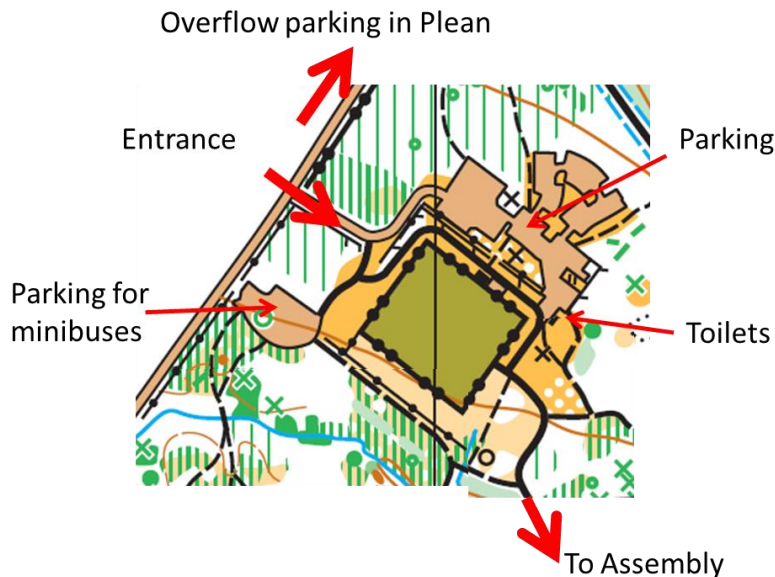 Overflow parking in Plean
Entrance
Parking
Parking for
minibuses
Toilets
To Assembly